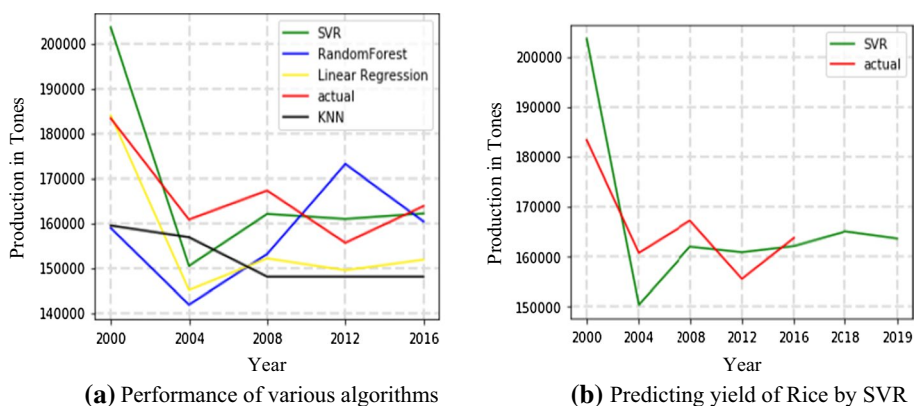 SVR
RandomForest
Linear Regression
actual
KNN
200000
190000
180000
170000
160000
150000
140000
Production in Tones
2000 2004 2008 2012 2016
Year
(a) Performance of various algorithms
SVR
actual
200000
190000
180000
170000
160000
150000
Production in Tones
2000 2004 2008 2012 2016 2018 2019
Year
(b) Predicting yield of Rice by SVR